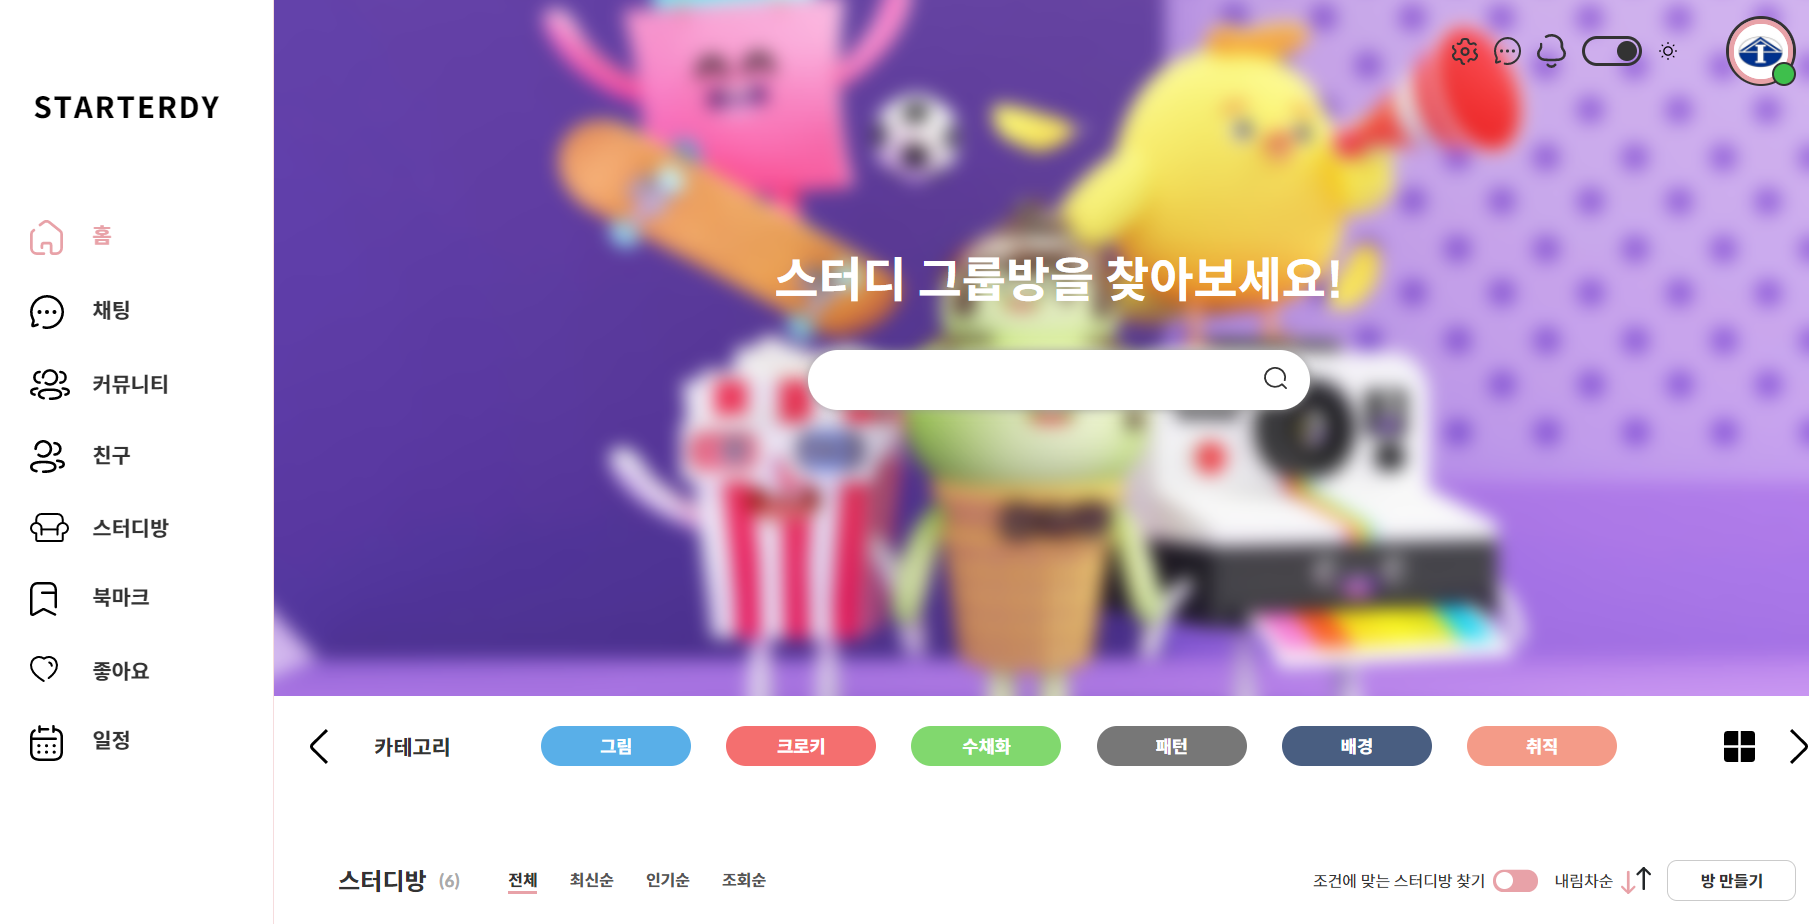 STARTERDY
홈
채팅
커뮤니티
친구
스터디방
북마크
좋아요
일정
스터디 그룹방을 찾아보세요!
카테고리 그림 크로키 수채화 패턴 배경 취직
스터디방 (6) 전체 최신순 인기순 조회순 조건에 맞는 스터디방 찾기 내림차순 방 만들기